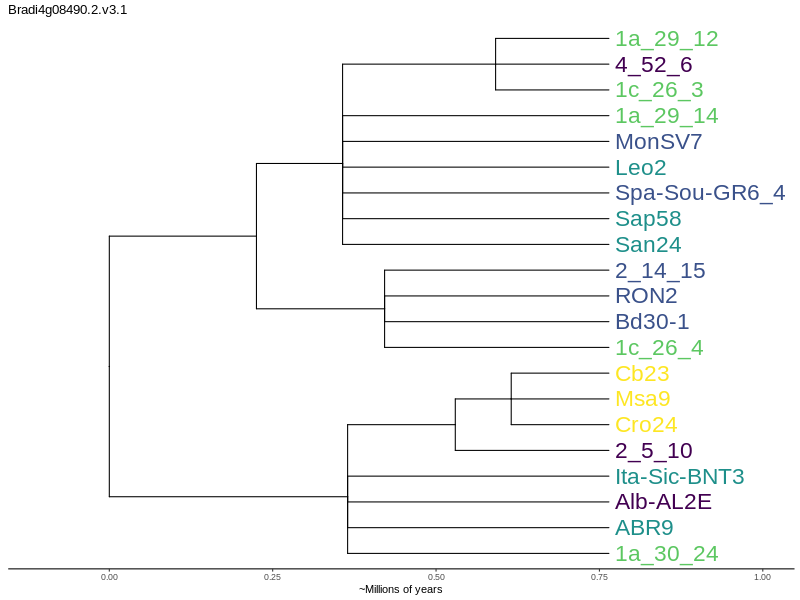 Bradi4g08490.2.v3.1
1a_29_12
4_52_6
1c_26_3
1a_29_14
MonSV7
Leo2
Spa-Sou-GR6_4
Sap58
San24
2_14_15
RON2
Bd30-1
1c_26_4
Cb23
Msa9
Cro24
2_5_10
Ita-Sic-BNT3
Alb-AL2E
ABR9
1a_30_24
0.00 0.25 0.50 0.75 1.00
~Millions of years